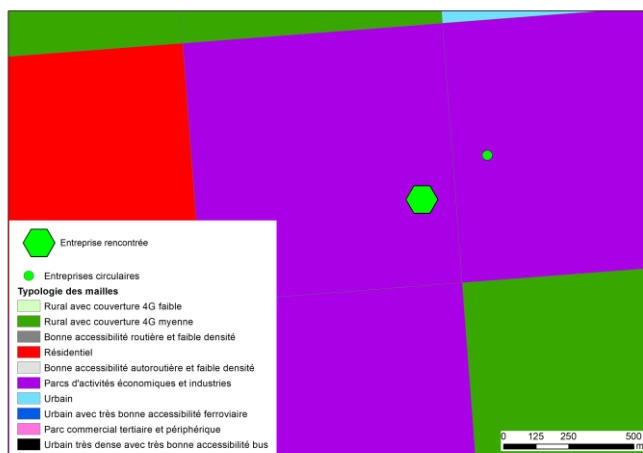 Entreprise rencontrée
Entreprises circulaires
Typologie des mailles
Rural avec couverture 4G faible
Rural avec couverture 4G myenne
Bonne accessibilité routière et faible densité
Résidentiel
Bonne accessibilité autoroutière et faible densité
Parcs d'activités économiques et industries
Urbain
Urbain avec très bonne accessibilité ferroviaire
Parc commercial tertiaire et périphérique
Urbain très dense avec très bonne accessibilité bus
0 125 250 500
m